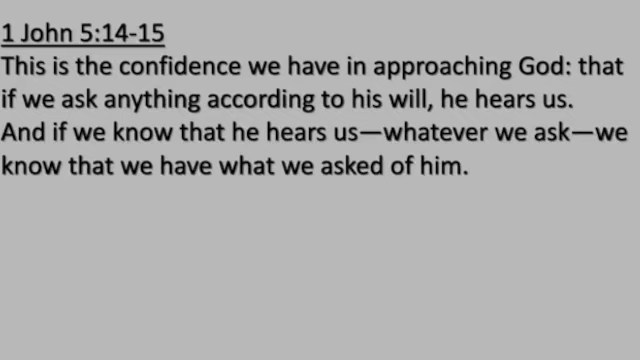 1 John 5:14-15
This is the confidence we have in approaching God: that
if we ask anything according to his will, he hears us.
And if we know that he hears us—whatever we ask—we
know that we have what we asked of him.